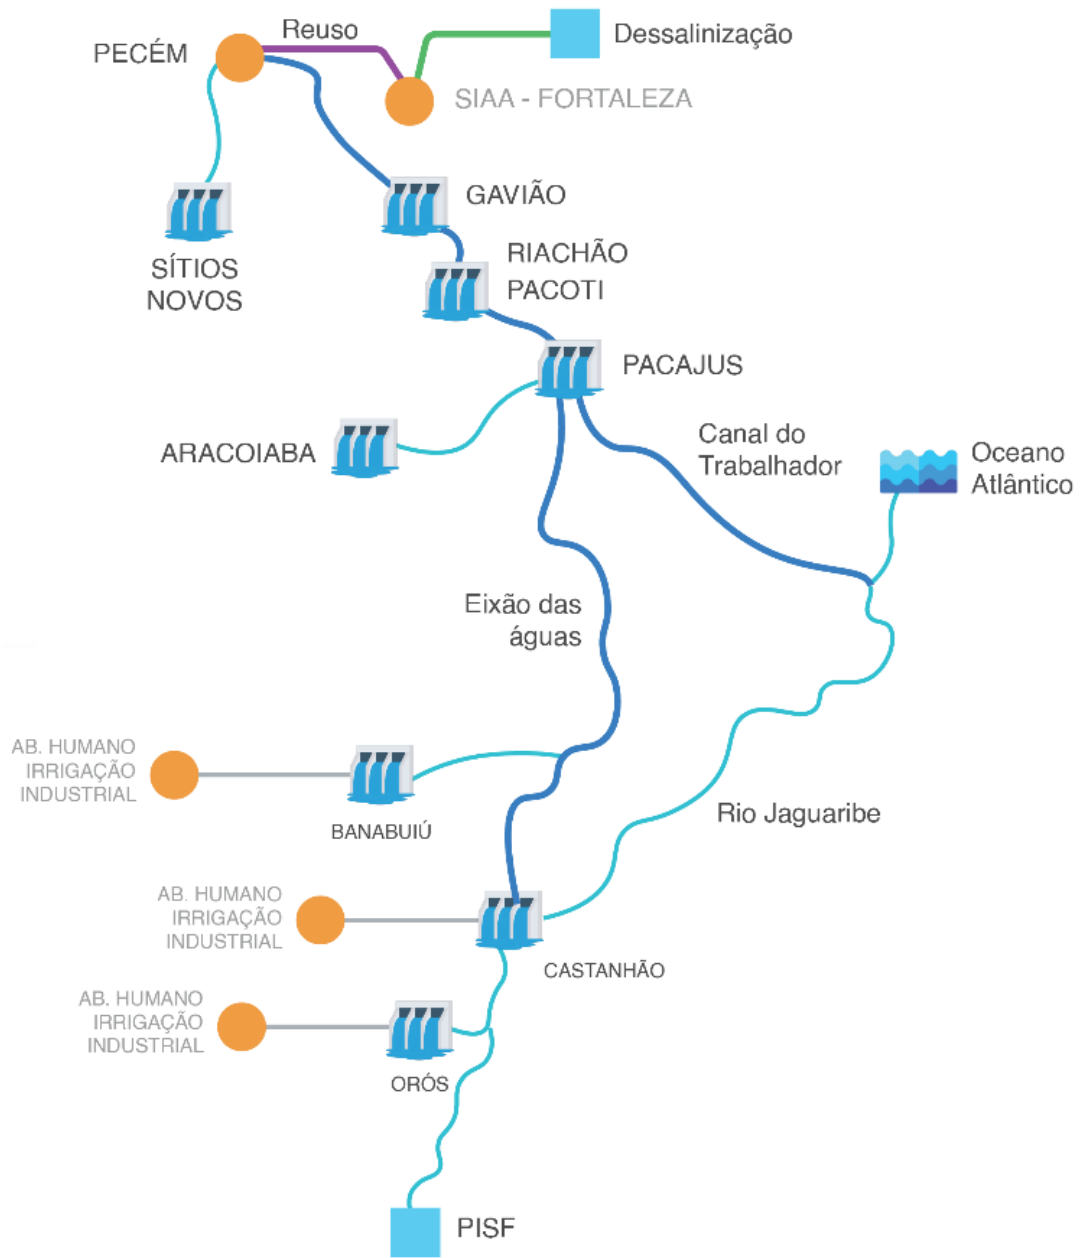 Reuso
Dessalinização
PECÉM
SIAA - FORTALEZA
GAVIÃO
RIACHÃO
PACOTI
SÍTIOS
NOVOS
PACAJUS
ARACOIABA
Canal do
Trabalhador
Oceano
Atlântico
Eixão das
águas
AB. HUMANO
IRRIGAÇÃO
INDUSTRIAL
BANABUIÚ
Rio Jaguaribe
AB. HUMANO
IRRIGAÇÃO
INDUSTRIAL
CASTANHÃO
AB. HUMANO
IRRIGAÇÃO
INDUSTRIAL
ORÓS
PISF